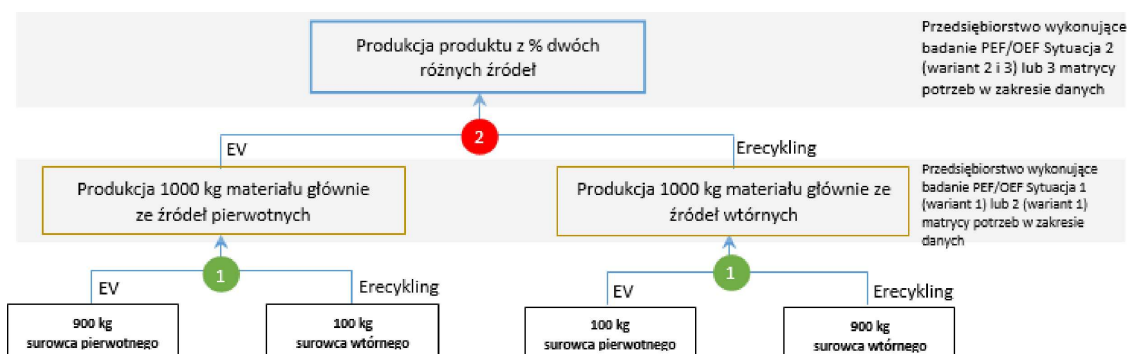 Produkcja produktu z % dwóch
różnych źródeł
Przedsiębiorstwo wykonujące
badanie PEF/OEF Sytuacja 2
(wariant 2 i 3) lub 3 matrycy
potrzeb w zakresie danych
2
EV
Erecykling
Produkcja 1000 kg materiału głównie
ze źródeł pierwotnych
Produkcja 1000 kg materiału głównie ze
źródeł wtórnych
Przedsiębiorstwo wykonujące
badanie PEF/OEF Sytuacja 1
(wariant 1) lub 2 (wariant 1)
matrycy potrzeb w zakresie
danych
1
1
EV
Erecykling
EV
Erecykling
900 kg
surowca pierwotnego
100 kg
surowca wtórnego
100 kg
surowca pierwotnego
900 kg
surowca wtórnego